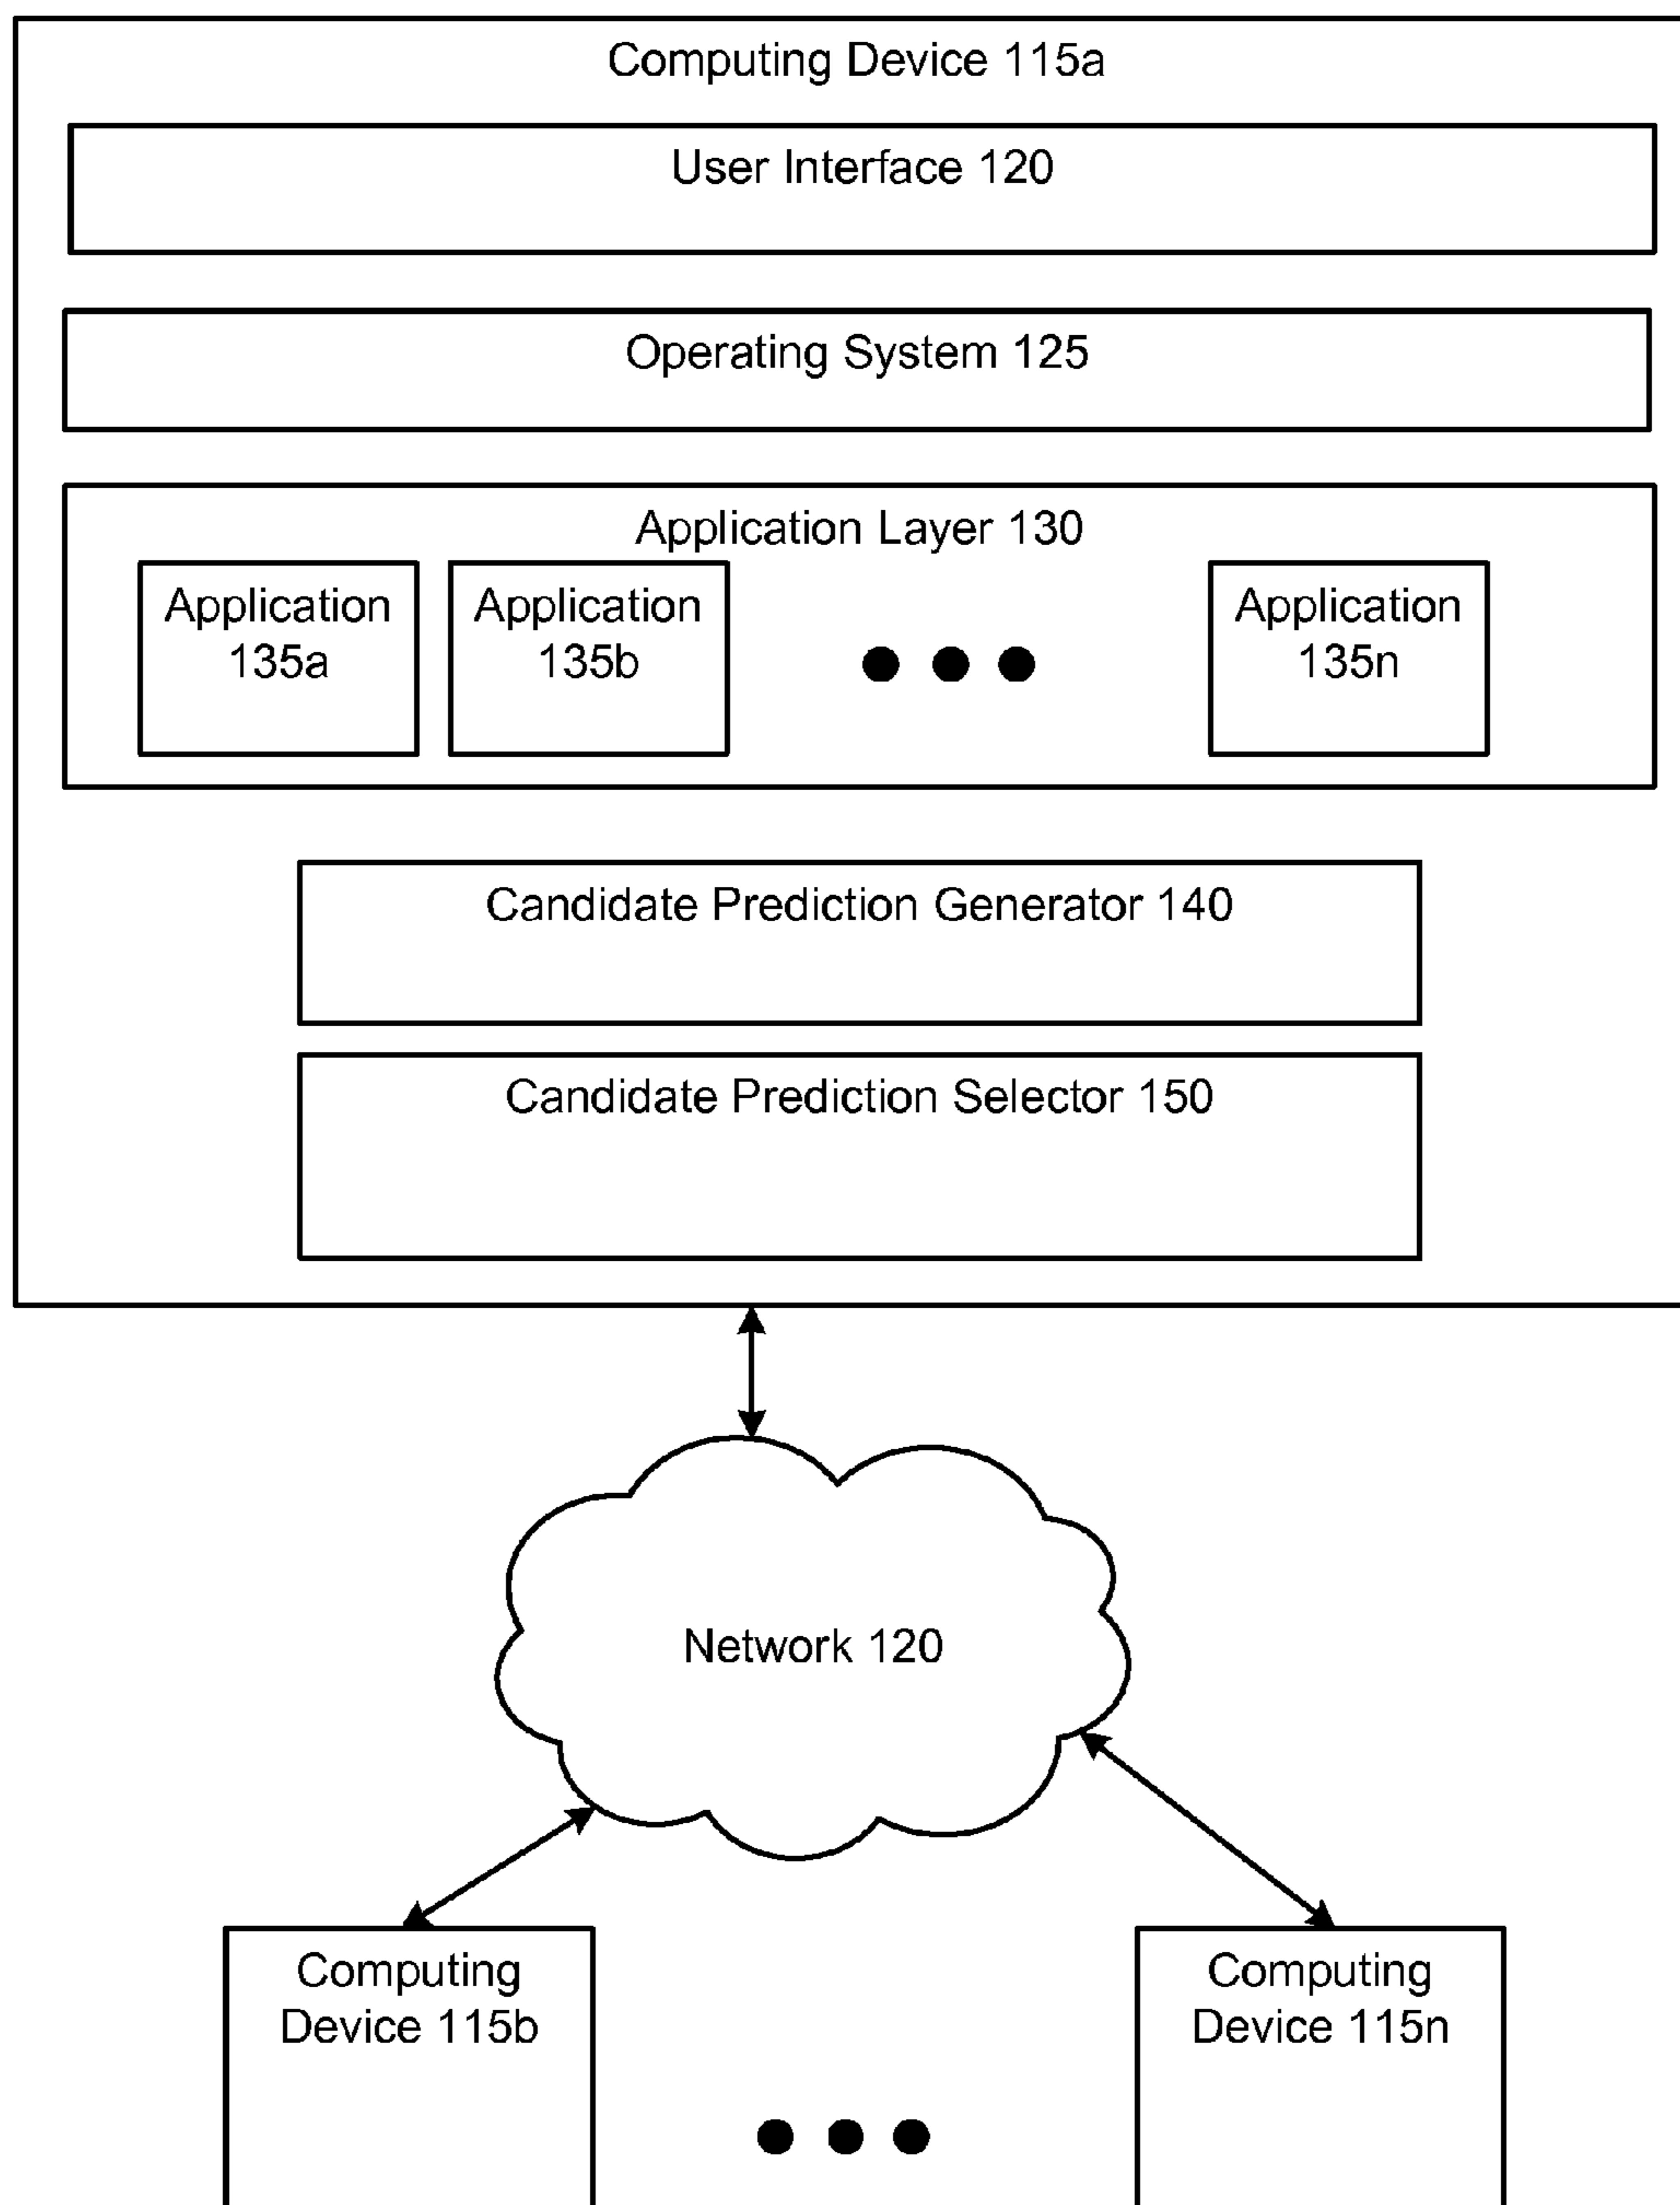 Computing Device 115a
User Interface 120
Operating System 125
Application Layer 130
Application
135a
Application
135b
Application
135n
Candidate Prediction Generator 140
Candidate Prediction Selector 150
Network 120
Computing
Device 115b
Computing
Device 115n